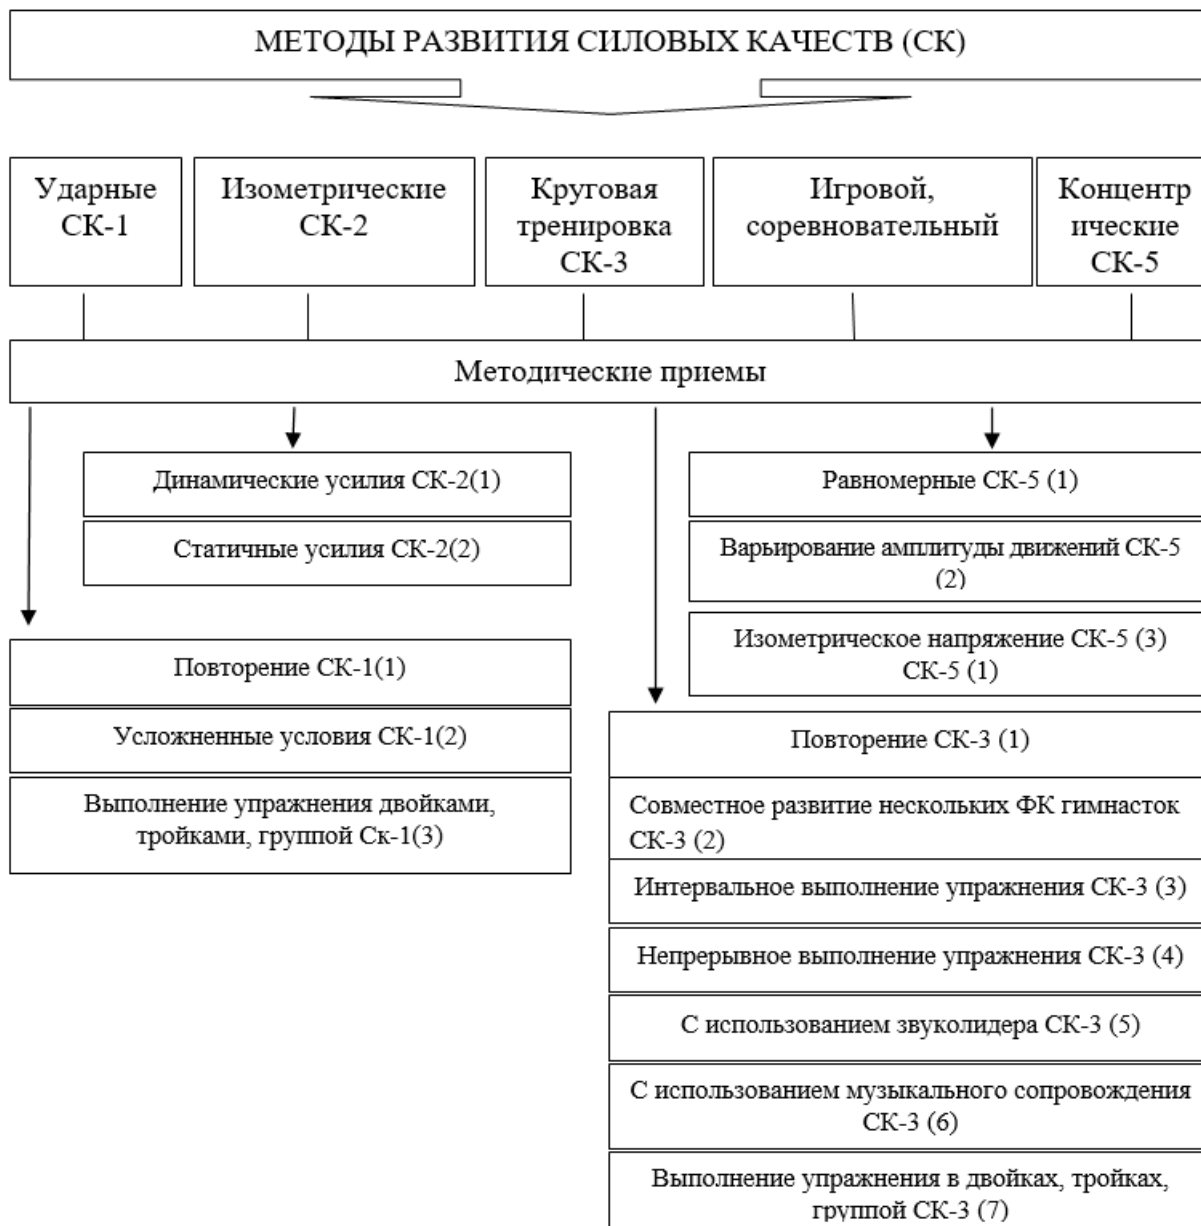 МЕТОДЫ РАЗВИТИЯ СИЛОВЫХ КАЧЕСТВ (СК)
Ударные
СК-1
Изометрические
СК-2
Круговая
тренировка
СК-3
Игровой,
соревновательный
Концентр
ические
СК-5
Методические приемы
Динамические усилия СК-2(1)
Статичные усилия СК-2(2)
Повторение СК-1(1)
Усложненные условия СК-1(2)
Выполнение упражнения двойками,
тройками, группой Ск-1(3)
Равномерные СК-5 (1)
Варьирование амплитуды движений СК-5
(2)
Изометрическое напряжение СК-5 (3)
СК-5 (1)
Повторение СК-3 (1)
Совместное развитие нескольких ФК гимнасток
СК-3 (2)
Интервальное выполнение упражнения СК-3 (3)
Непрерывное выполнение упражнения СК-3 (4)
С использованием звуколидера СК-3 (5)
С использованием музыкального сопровождения
СК-3 (6)
Выполнение упражнения в двойках, тройках,
группой СК-3 (7)